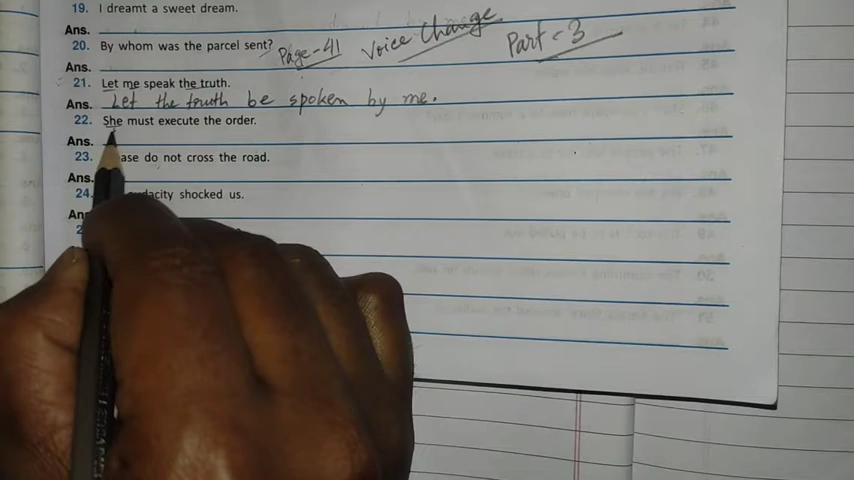 19. I dreamt a sweet dream.
Ans.
20. By whom was the parcel sent? Page-41 Voice Change. Part-3
Ans.
21. Let me speak the truth.
Ans. Let the truth be spoken by me.
22. She must execute the order.
Ans.
23. ase do not cross the road.
Ans.
24. dacity shocked us.
An
2